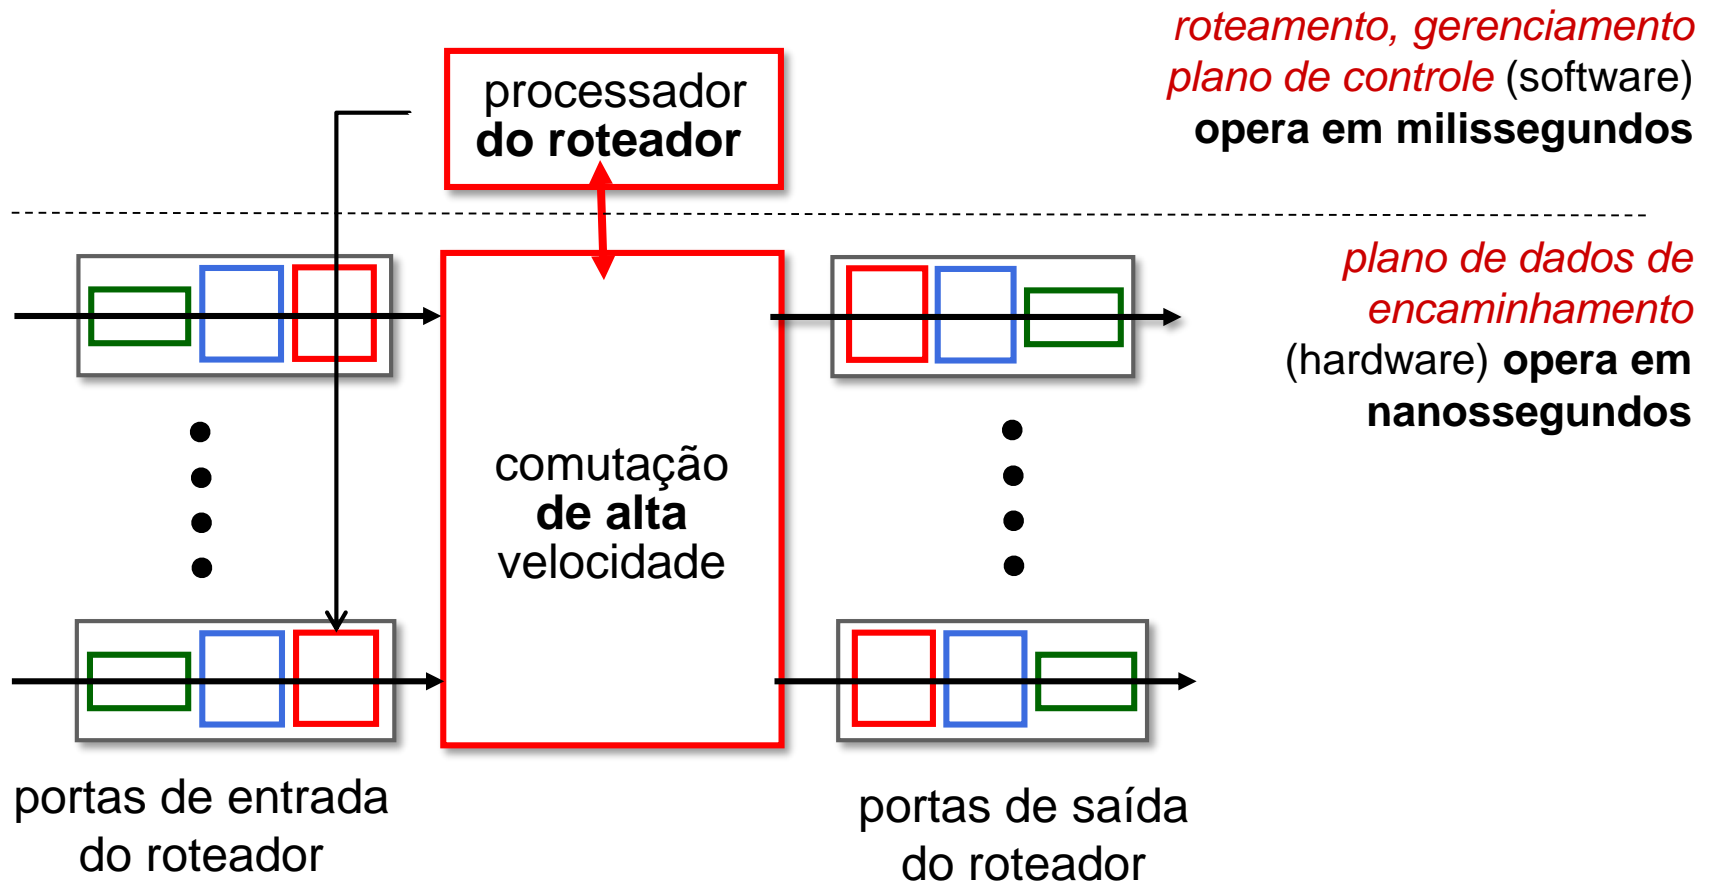 roteamento, gerenciamento
plano de controle (software)
opera em milissegundos
processador
do roteador
plano de dados de
encaminhamento
(hardware) opera em
nanossegundos
comutação
de alta
velocidade
portas de entrada
do roteador
portas de saída
do roteador